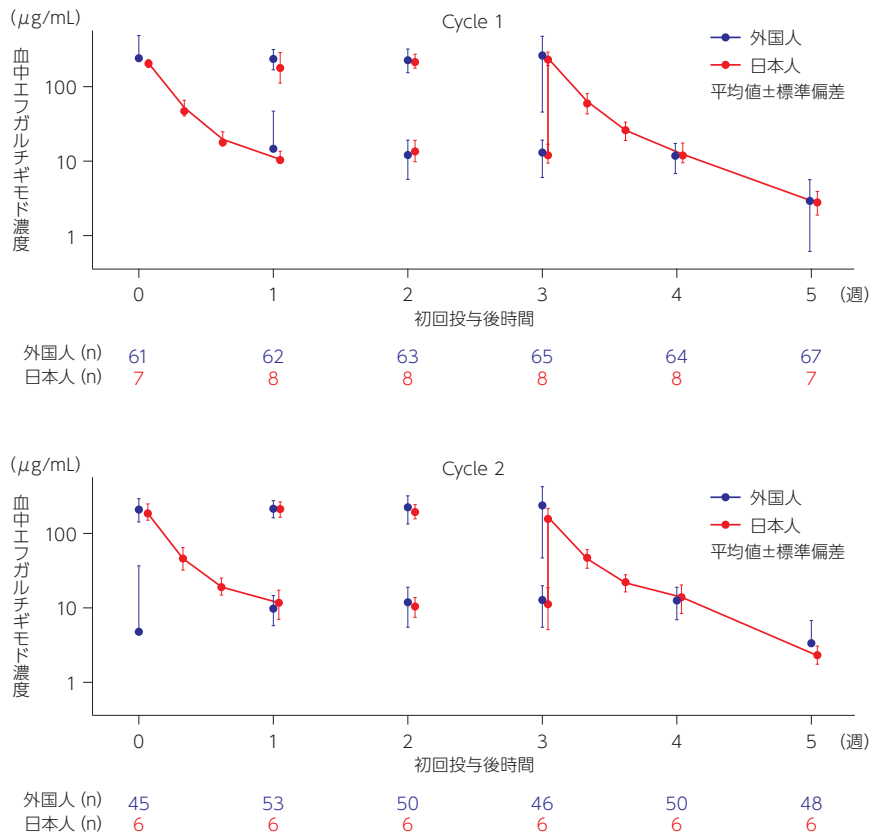 (μg/mL)
Cycle 1
血中エフガルチギモド濃度
外国人
日本人
平均値±標準偏差
100
10
1
0 1 2 3 4 5 (週)
初回投与後時間
外国人 (n) 61 62 63 65 64 67
日本人 (n) 7 8 8 8 8 7
(μg/mL)
Cycle 2
血中エフガルチギモド濃度
外国人
日本人
平均値±標準偏差
100
10
1
0 1 2 3 4 5 (週)
初回投与後時間
外国人 (n) 45 53 50 46 50 48
日本人 (n) 6 6 6 6 6 6